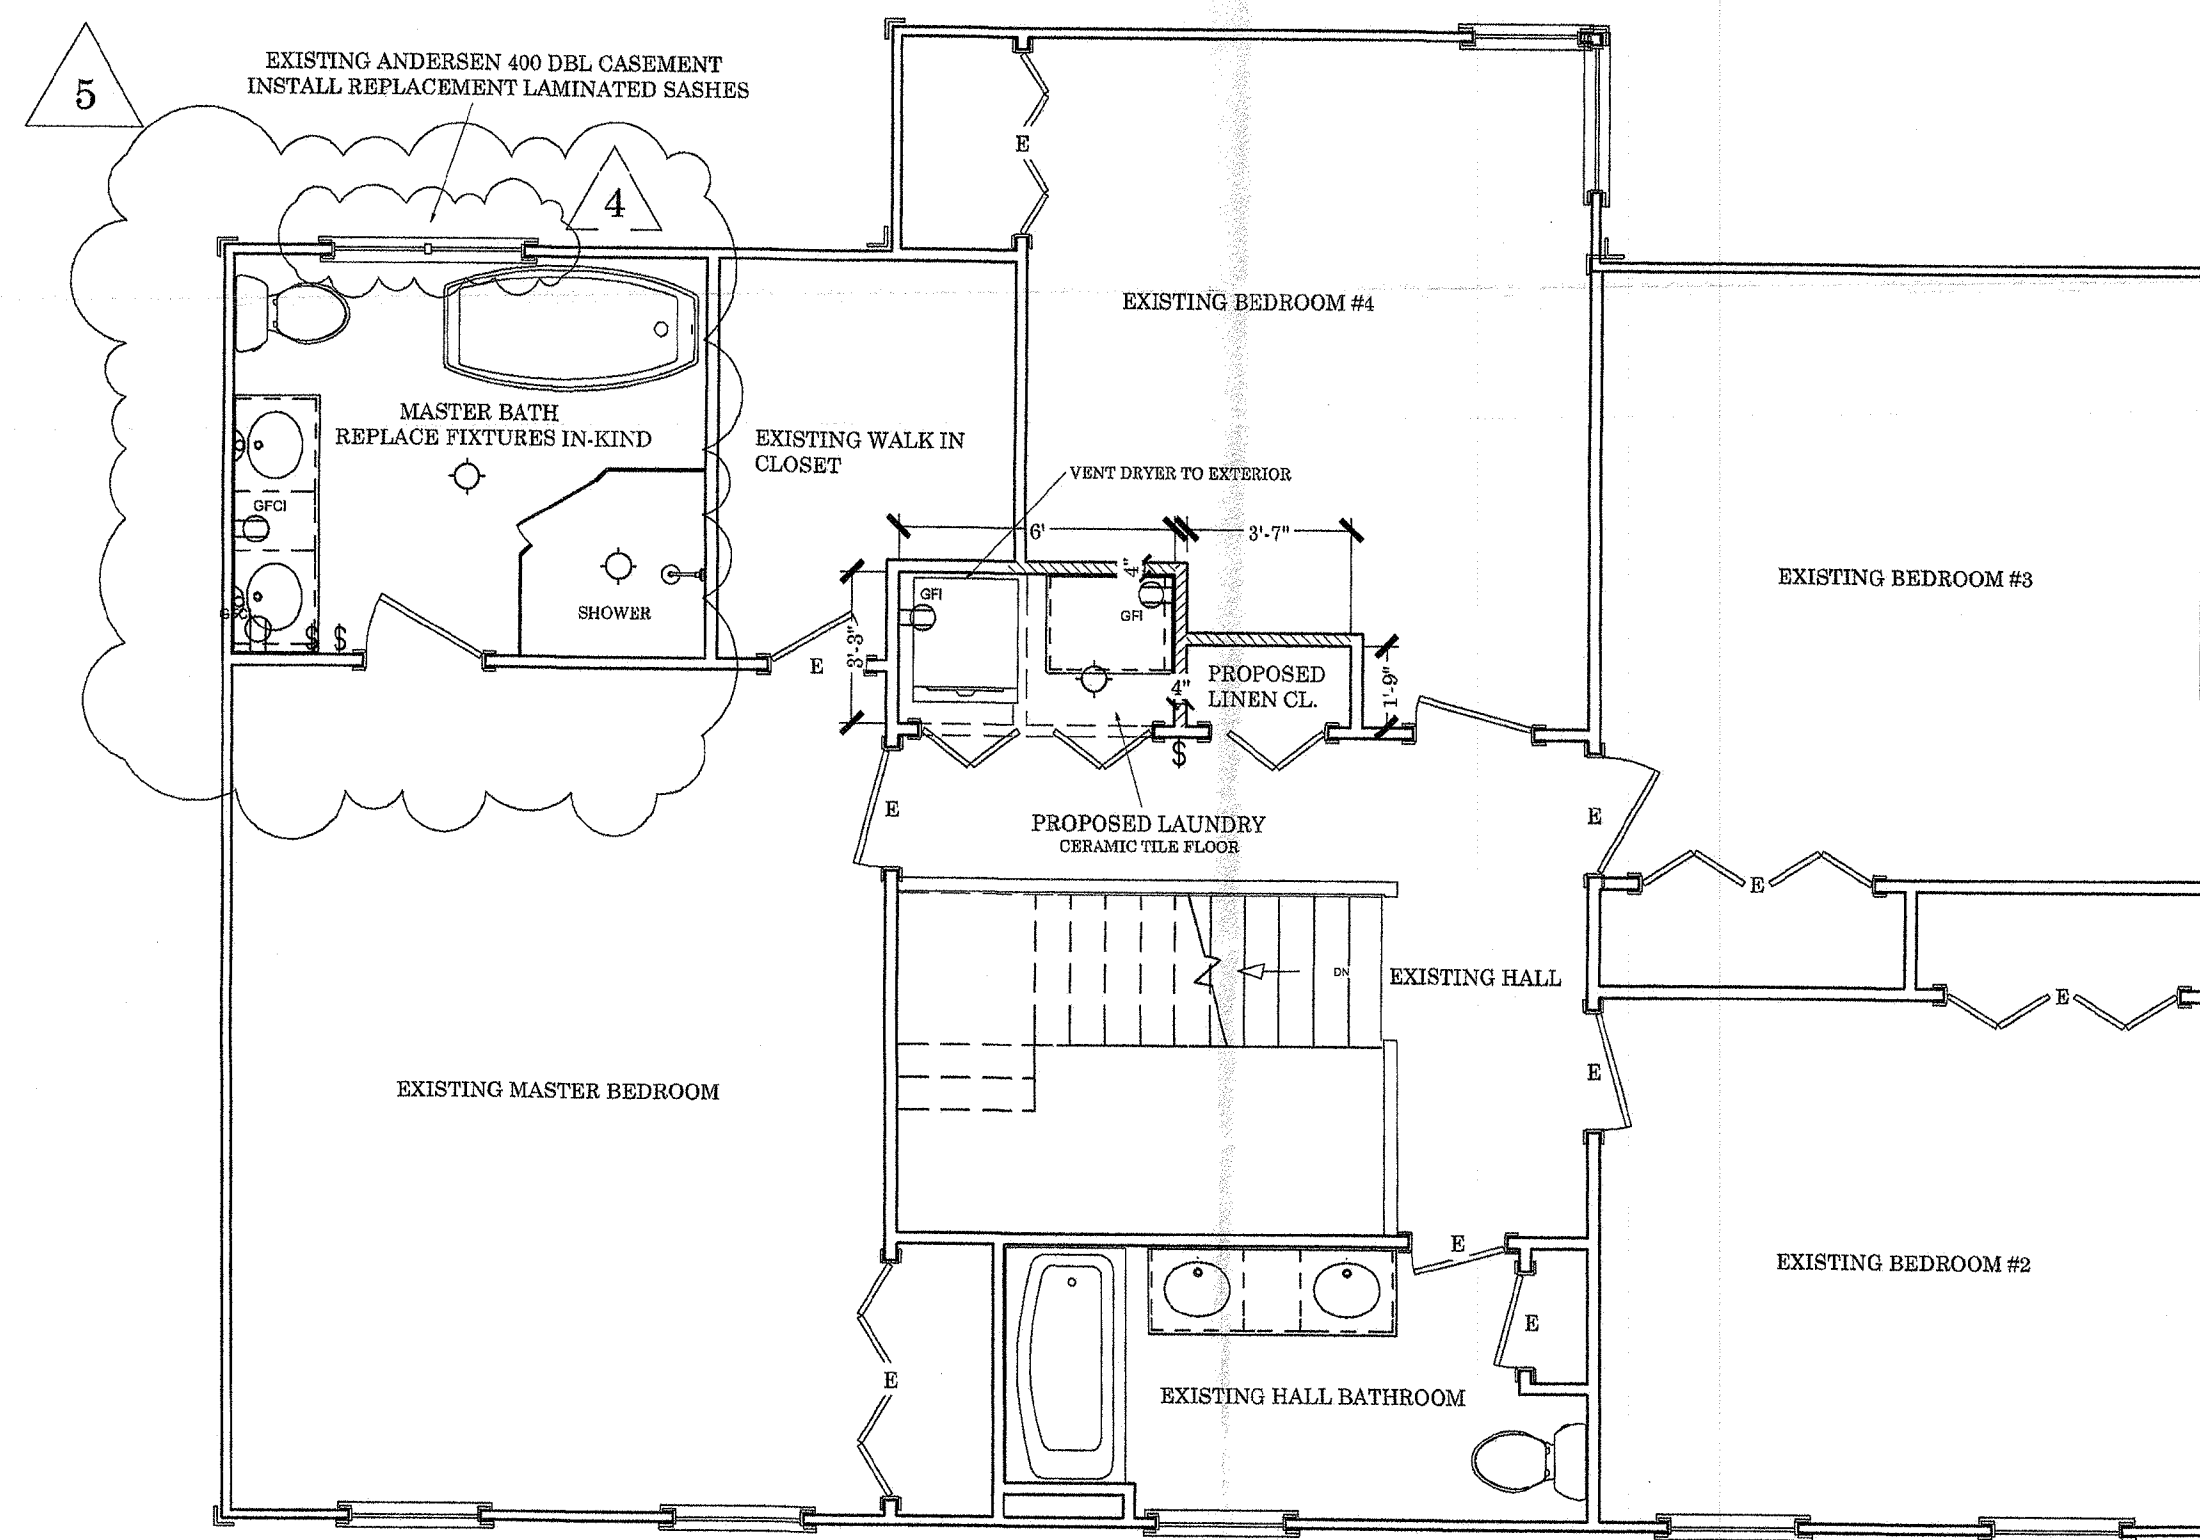 5
EXISTING ANDERSEN 400 DBL CASEMENT
INSTALL REPLACEMENT LAMINATED SASHES
4
E
EXISTING BEDROOM #4
MASTER BATH
REPLACE FIXTURES IN-KIND
EXISTING WALK IN
CLOSET
VENT DRYER TO EXTERIOR
GFCI
6'
3'-7"
4"
EXISTING BEDROOM #3
GFI
GFI
SHOWER
$ $
E
3'-3"
4"
PROPOSED
LINEN CL.
1'-9"
$
E
E
PROPOSED LAUNDRY
CERAMIC TILE FLOOR
E
DN
EXISTING HALL
E
E
EXISTING MASTER BEDROOM
E
EXISTING BEDROOM #2
E
E
EXISTING HALL BATHROOM